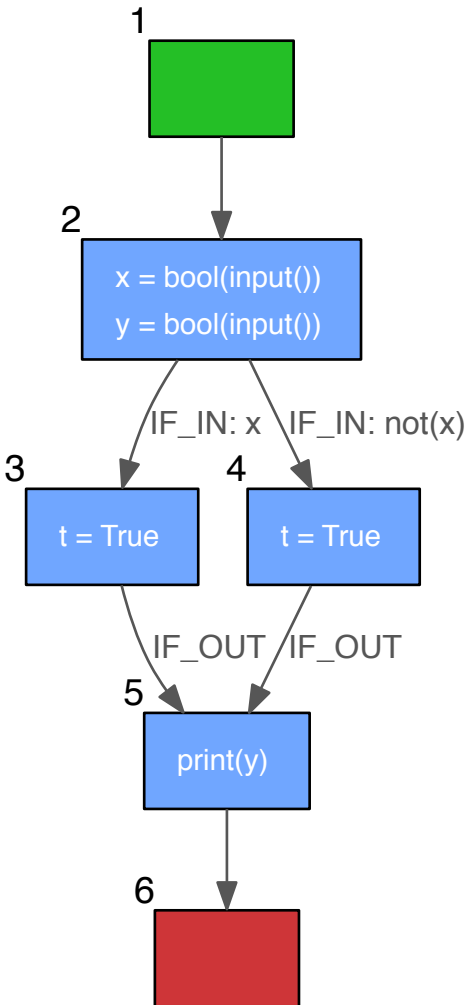 1
2
x = bool(input())
y = bool(input())
IF_IN: x
IF_IN: not(x)
3
4
t = True
t = True
IF_OUT
IF_OUT
5
print(y)
6